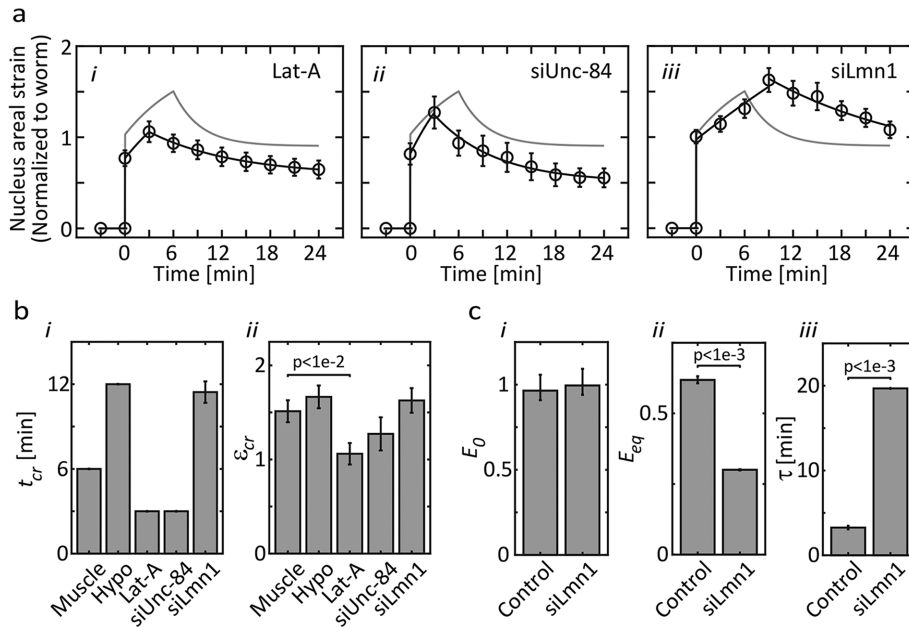 a
i
Lat-A
ii
siUnc-84
iii
siLmn1
Nucleus areal strain
(Normalized to worm)
2
1
0
0 6 12 18 24
0 6 12 18 24
0 6 12 18 24
Time [min]
Time [min]
Time [min]
b
i
t_cr [min]
12
6
0
Muscle
Hypo
Lat-A
siUnc-84
siLmn1
ii
p<1e-2
ε_cr
2
1
0
Muscle
Hypo
Lat-A
siUnc-84
siLmn1
c
i
E_0
1
0.5
0
Control
siLmn1
ii
p<1e-3
E_eq
0.5
0
Control
siLmn1
iii
p<1e-3
τ [min]
20
10
0
Control
siLmn1